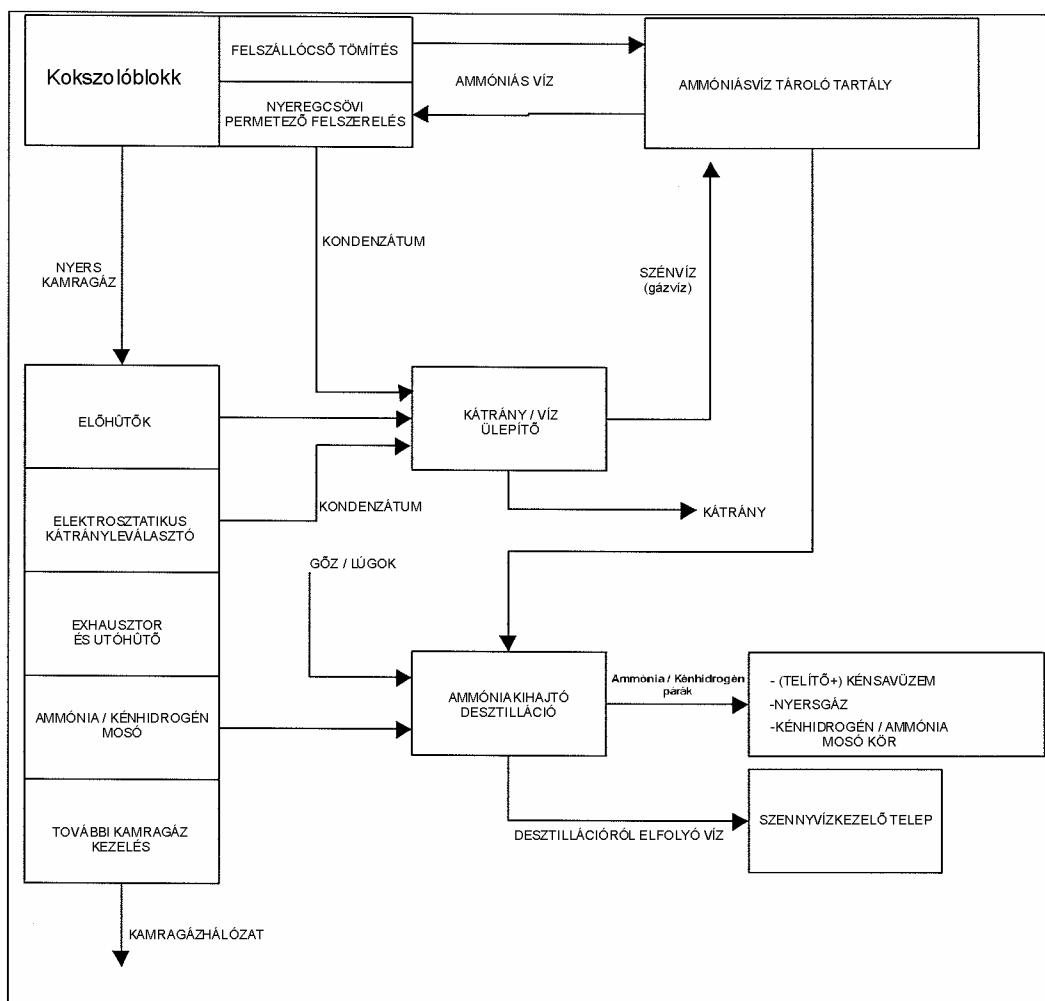 Kokszolóblokk
FELSZÁLLÓCSŐ TÖMÍTÉS
NYEREGCSÖVI
PERMETEZŐ FELSZERELÉS
AMMÓNIÁS VÍZ
AMMÓNIÁSVÍZ TÁROLÓ TARTÁLY
NYERS
KAMRAGÁZ
KONDENZÁTUM
SZÉNVÍZ
(gázvíz)
ELŐHŰTŐK
KÁTRÁNY / VÍZ
ÜLEPÍTŐ
ELEKTROSZTATIKUS
KÁTRÁNYLEVÁLASZTÓ
KONDENZÁTUM
KÁTRÁNY
GŐZ / LÚGOK
EXHAUSZTOR
ÉS UTÓHŰTŐ
AMMÓNIA / KÉNHIDROGÉN
MOSÓ
AMMÓNIAKIHAJTÓ
DESZTILLÁCIÓ
Ammónia / Kénhidrogén
párák
- (TELÍTŐ+) KÉNSAVÜZEM
-NYERSGÁZ
-KÉNHIDROGÉN / AMMÓNIA
MOSÓ KÖR
TOVÁBBI KAMRAGÁZ
KEZELÉS
DESZTILLÁCIÓRÓL ELFOLYÓ VÍZ
SZENNYVÍZKEZELŐ TELEP
KAMRAGÁZHÁLÓZAT